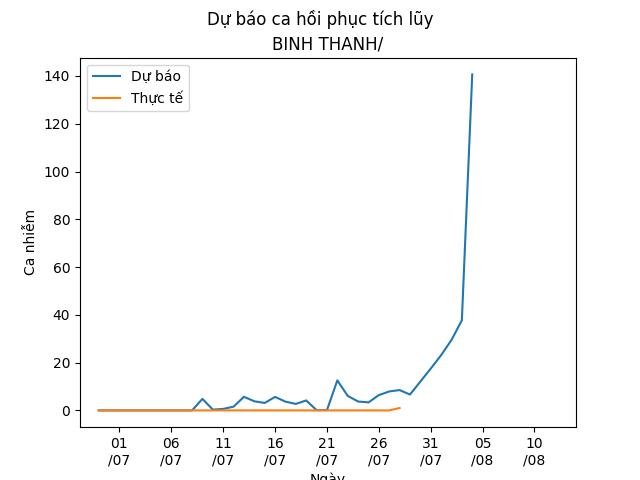 Dự báo ca hồi phục tích lũy
BINH THANH/
Dự báo
Thực tế
Ca nhiễm
140
120
100
80
60
40
20
0
01 06 11 16 21 26 31 05 10
/07 /07 /07 /07 /07 /07 /07 /08 /08
Ngày